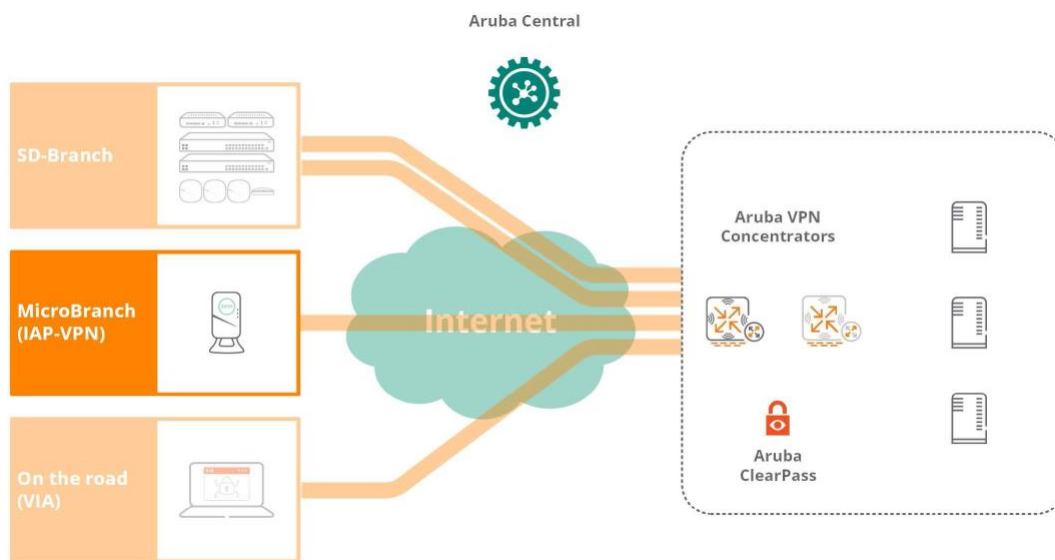 Aruba Central
SD-Branch
MicroBranch
(IAP-VPN)
On the road
(VIA)
Internet
Aruba VPN
Concentrators
Aruba
ClearPass